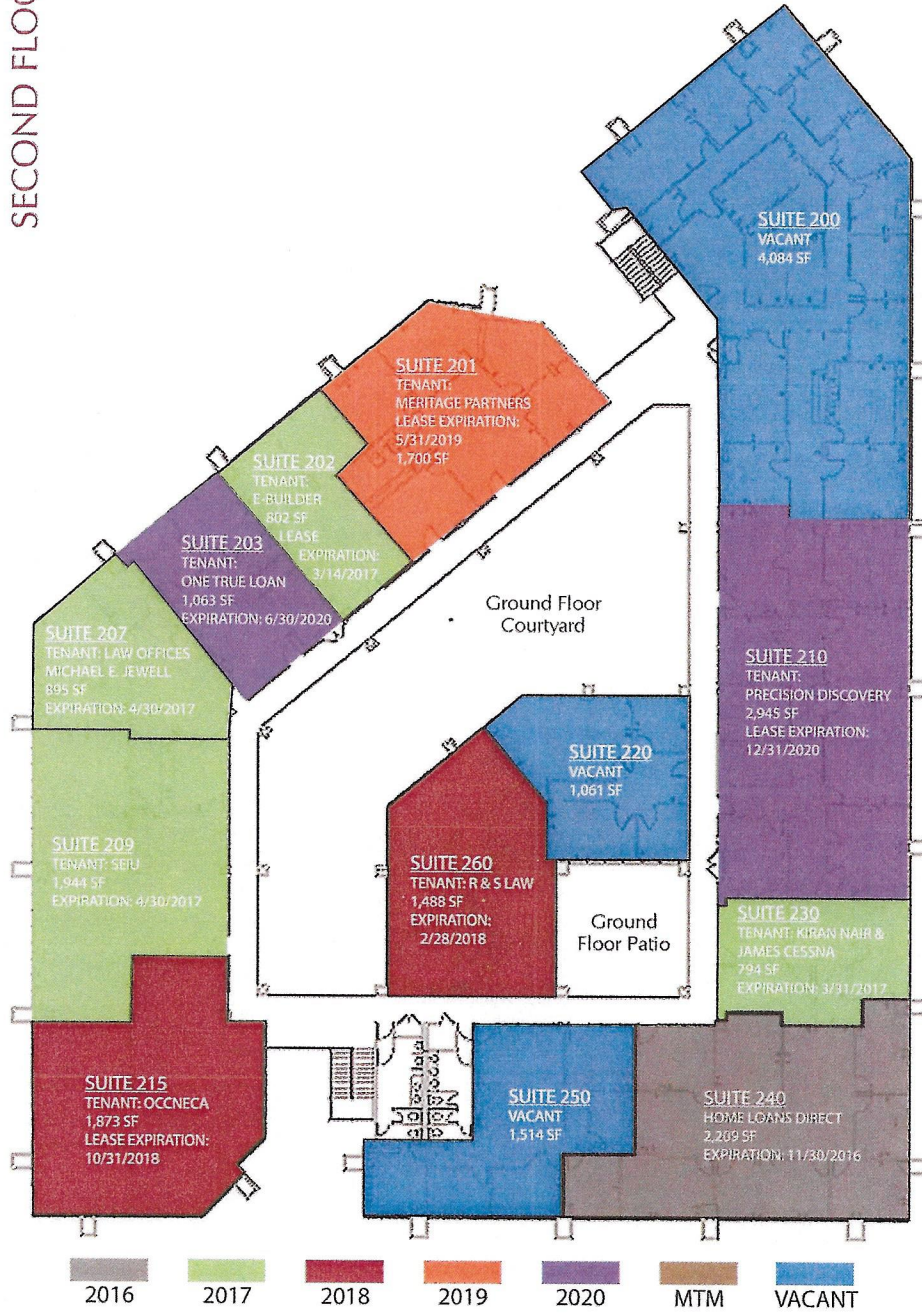 SECOND FLOO
SUITE 200
VACANT
4,084 SF
SUITE 201
TENANT:
MERITAGE PARTNERS
LEASE EXPIRATION:
5/31/2019
1,700 SF
SUITE 202
TENANT:
E-BUILDER
802 SF
LEASE
EXPIRATION:
3/14/2017
SUITE 203
TENANT:
ONE TRUE LOAN
1,063 SF
EXPIRATION: 6/30/2020
SUITE 207
TENANT: LAW OFFICES
MICHAEL E. JEWELL
895 SF
EXPIRATION: 4/30/2017
Ground Floor
Courtyard
SUITE 210
TENANT:
PRECISION DISCOVERY
2,945 SF
LEASE EXPIRATION:
12/31/2020
SUITE 220
VACANT
1,061 SF
SUITE 209
TENANT: SEIU
1,944 SF
EXPIRATION: 4/30/2017
SUITE 260
TENANT: R & S LAW
1,488 SF
EXPIRATION:
2/28/2018
Ground
Floor Patio
SUITE 230
TENANT: KIRAN NAIR &
JAMES CESSNA
794 SF
EXPIRATION: 3/31/2017
SUITE 215
TENANT: OCCNECA
1,873 SF
LEASE EXPIRATION:
10/31/2018
SUITE 250
VACANT
1,514 SF
SUITE 240
HOME LOANS DIRECT
2,209 SF
EXPIRATION: 11/30/2016
2016 2017 2018 2019 2020 MTM VACANT